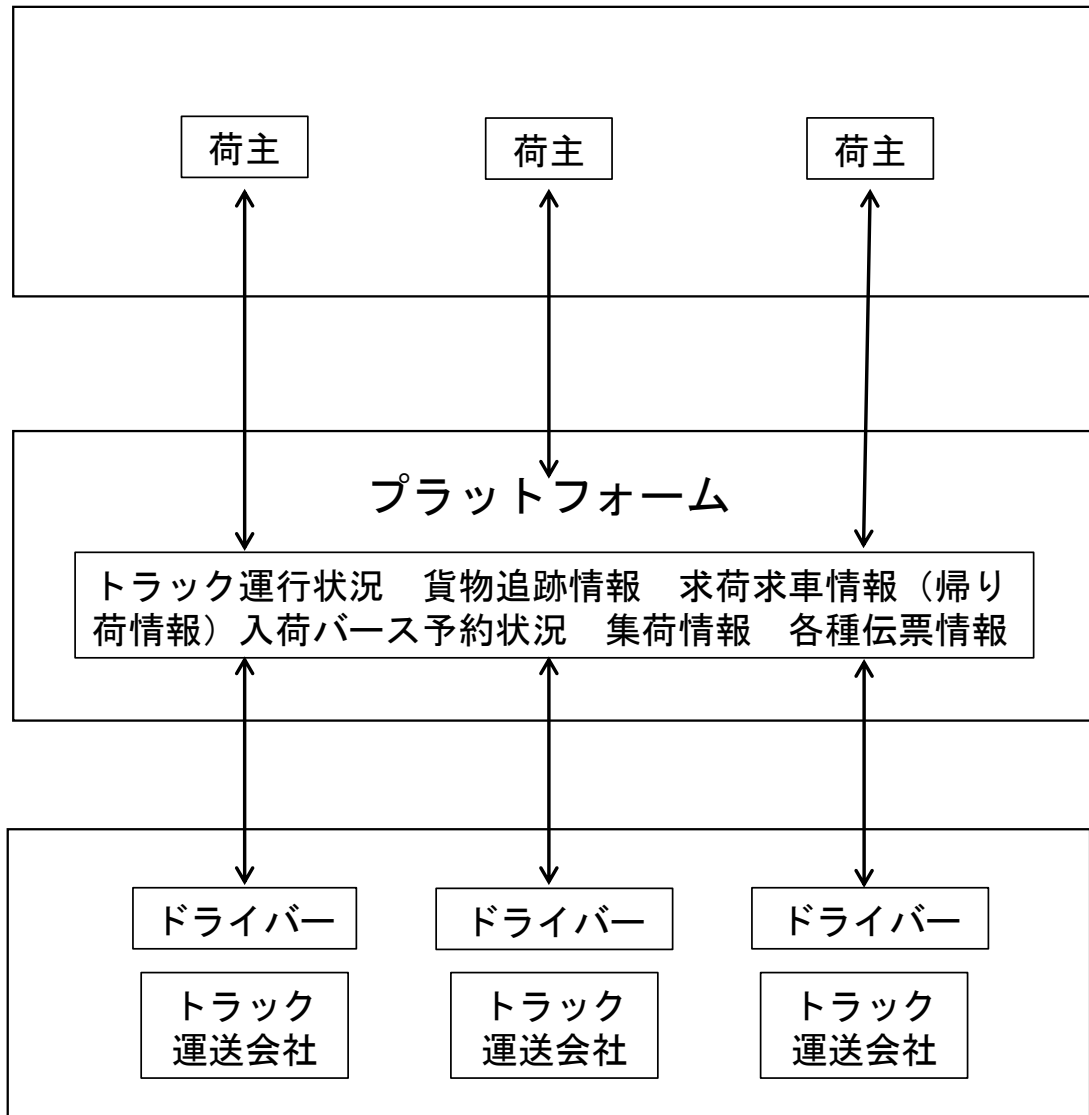 荷主
荷主
荷主
プラットフォーム
トラック運行状況　貨物追跡情報　求荷求車情報（帰り
荷情報）入荷バース予約状況　集荷情報　各種伝票情報
ドライバー
ドライバー
ドライバー
トラック
運送会社
トラック
運送会社
トラック
運送会社